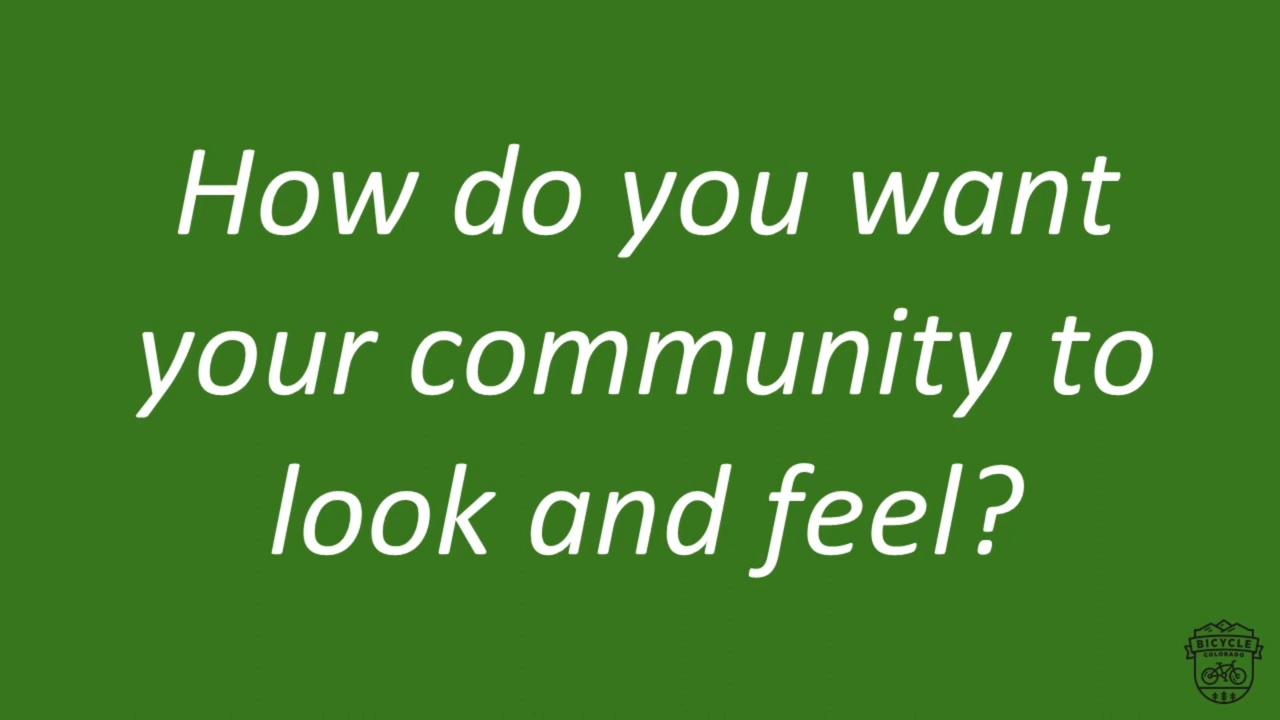 How do you want
your community to
look and feel?
BICYCLE
COLORADO